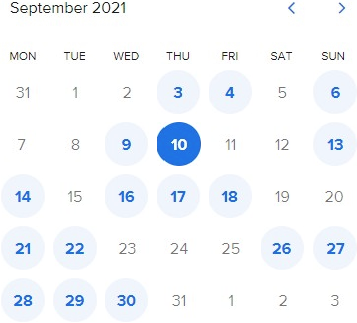 September 2021
MON TUE WED THU FRI SAT SUN
31 1 2 3 4 5 6
7 8 9 10 11 12 13
14 15 16 17 18 19 20
21 22 23 24 25 26 27
28 29 30 31 1 2 3